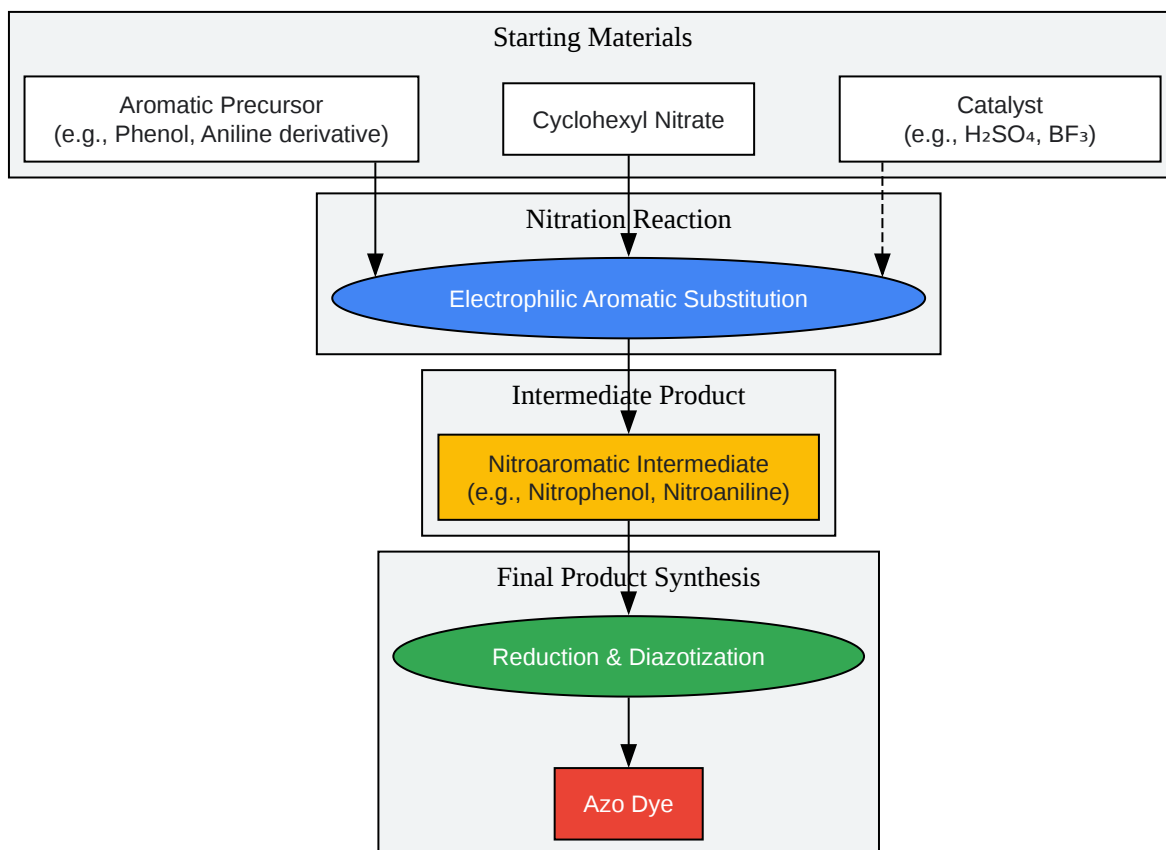 Starting Materials
Aromatic Precursor
(e.g., Phenol, Aniline derivative)
Cyclohexyl Nitrate
Catalyst
(e.g., H₂SO₄, BF₃)
Nitration Reaction
Electrophilic Aromatic Substitution
Intermediate Product
Nitroaromatic Intermediate
(e.g., Nitrophenol, Nitroaniline)
Final Product Synthesis
Reduction & Diazotization
Azo Dye